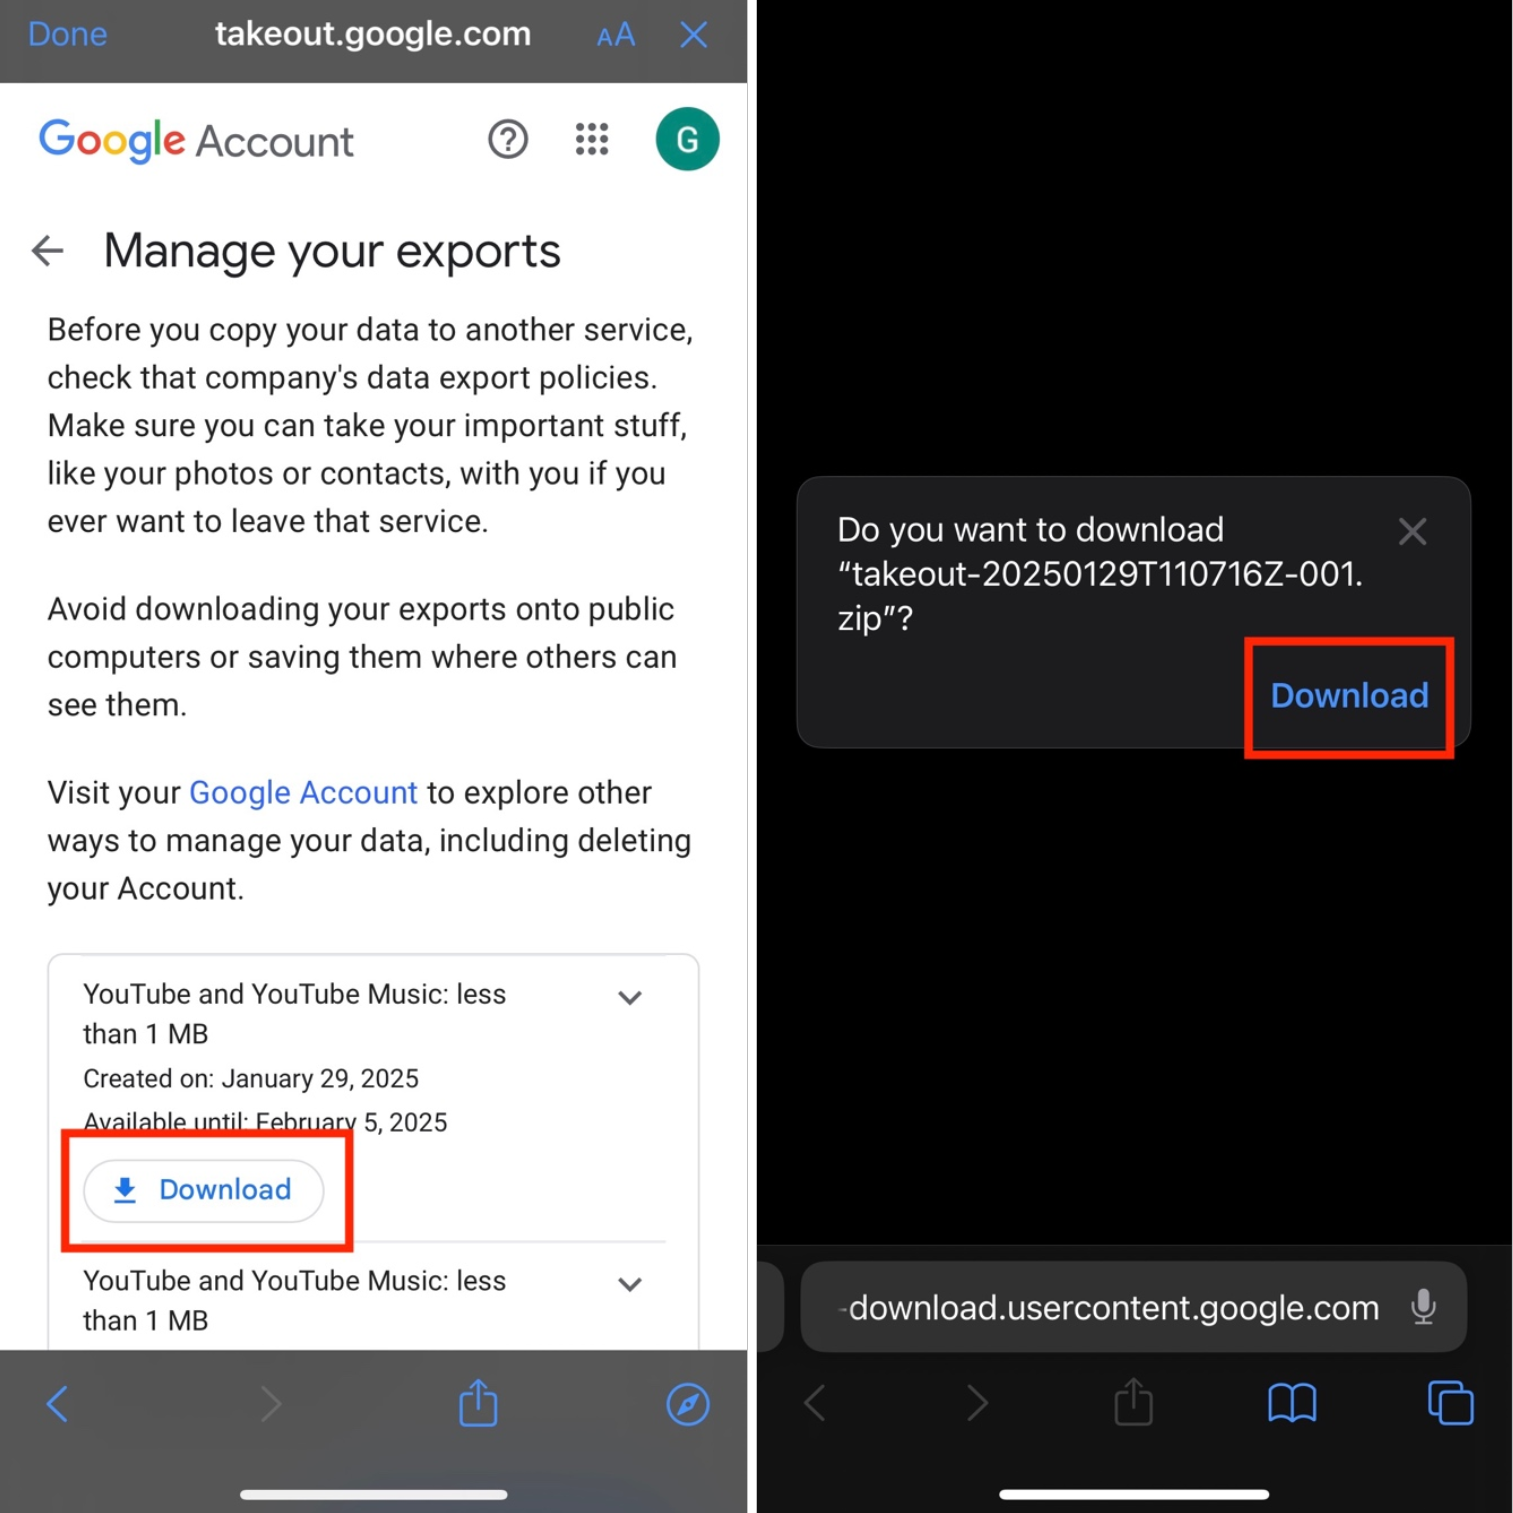 Done takeout.google.com AA
Google Account G
Manage your exports
Before you copy your data to another service,
check that company's data export policies.
Make sure you can take your important stuff,
like your photos or contacts, with you if you
ever want to leave that service.
Avoid downloading your exports onto public
computers or saving them where others can
see them.
Visit your Google Account to explore other
ways to manage your data, including deleting
your Account.
YouTube and YouTube Music: less
than 1 MB
Created on: January 29, 2025
Available until: February 5, 2025
Download
YouTube and YouTube Music: less
than 1 MB
Do you want to download
“takeout-20250129T110716Z-001.
zip”?
Download
-download.usercontent.google.com